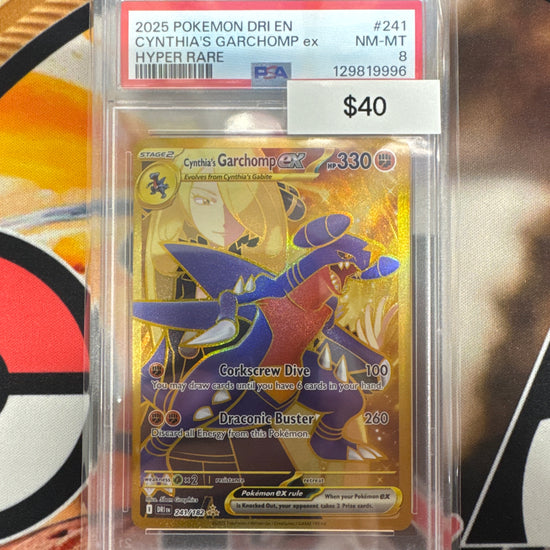 2025 POKEMON DRI EN #241
CYNTHIA'S GARCHOMP ex NM-MT
HYPER RARE 8
PSA 129819996
$40
STAGE 2
Cynthia's Garchomp ex HP 330
Evolves from Cynthia's Gabite
Corkscrew Dive 100
You may draw cards until you have 6 cards in your hand.
Draconic Buster 260
Discard all Energy from this Pokémon.
weakness ×2 resistance retreat
Pokémon ex rule
When your Pokémon ex
is Knocked Out, your opponent takes 2 Prize cards.
DRI EN 241/182